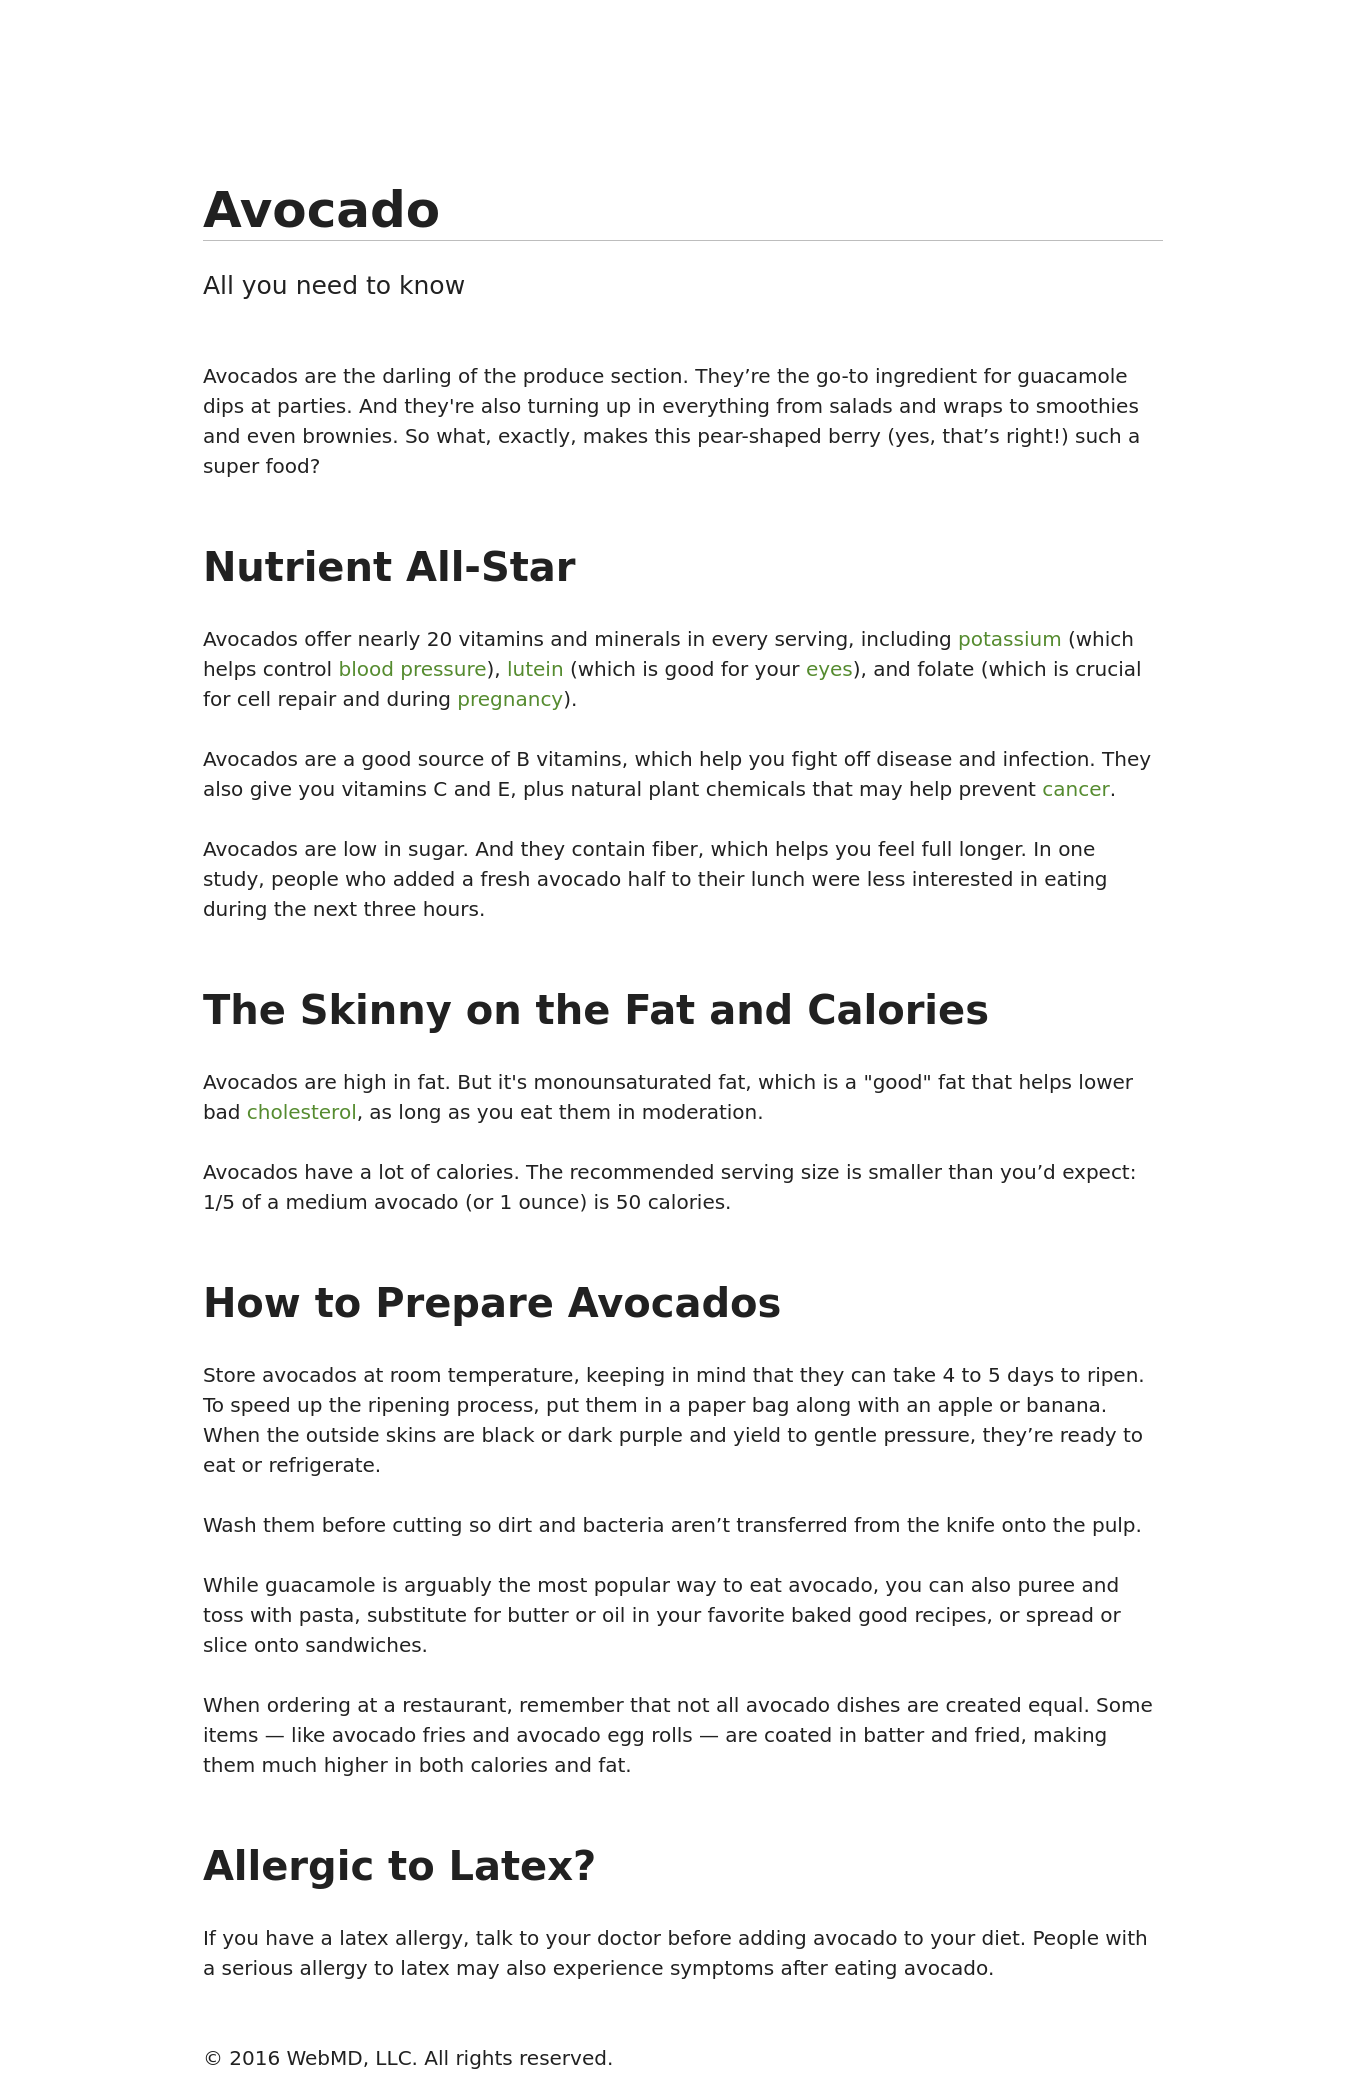 Avocado
All you need to know
Avocados are the darling of the produce section. They’re the go-to ingredient for guacamole
dips at parties. And they're also turning up in everything from salads and wraps to smoothies
and even brownies. So what, exactly, makes this pear-shaped berry (yes, that’s right!) such a
super food?
Nutrient All-Star
Avocados offer nearly 20 vitamins and minerals in every serving, including potassium (which
helps control blood pressure), lutein (which is good for your eyes), and folate (which is crucial
for cell repair and during pregnancy).
Avocados are a good source of B vitamins, which help you fight off disease and infection. They
also give you vitamins C and E, plus natural plant chemicals that may help prevent cancer.
Avocados are low in sugar. And they contain fiber, which helps you feel full longer. In one
study, people who added a fresh avocado half to their lunch were less interested in eating
during the next three hours.
The Skinny on the Fat and Calories
Avocados are high in fat. But it's monounsaturated fat, which is a "good" fat that helps lower
bad cholesterol, as long as you eat them in moderation.
Avocados have a lot of calories. The recommended serving size is smaller than you’d expect:
1/5 of a medium avocado (or 1 ounce) is 50 calories.
How to Prepare Avocados
Store avocados at room temperature, keeping in mind that they can take 4 to 5 days to ripen.
To speed up the ripening process, put them in a paper bag along with an apple or banana.
When the outside skins are black or dark purple and yield to gentle pressure, they’re ready to
eat or refrigerate.
Wash them before cutting so dirt and bacteria aren’t transferred from the knife onto the pulp.
While guacamole is arguably the most popular way to eat avocado, you can also puree and
toss with pasta, substitute for butter or oil in your favorite baked good recipes, or spread or
slice onto sandwiches.
When ordering at a restaurant, remember that not all avocado dishes are created equal. Some
items — like avocado fries and avocado egg rolls — are coated in batter and fried, making
them much higher in both calories and fat.
Allergic to Latex?
If you have a latex allergy, talk to your doctor before adding avocado to your diet. People with
a serious allergy to latex may also experience symptoms after eating avocado.
© 2016 WebMD, LLC. All rights reserved.